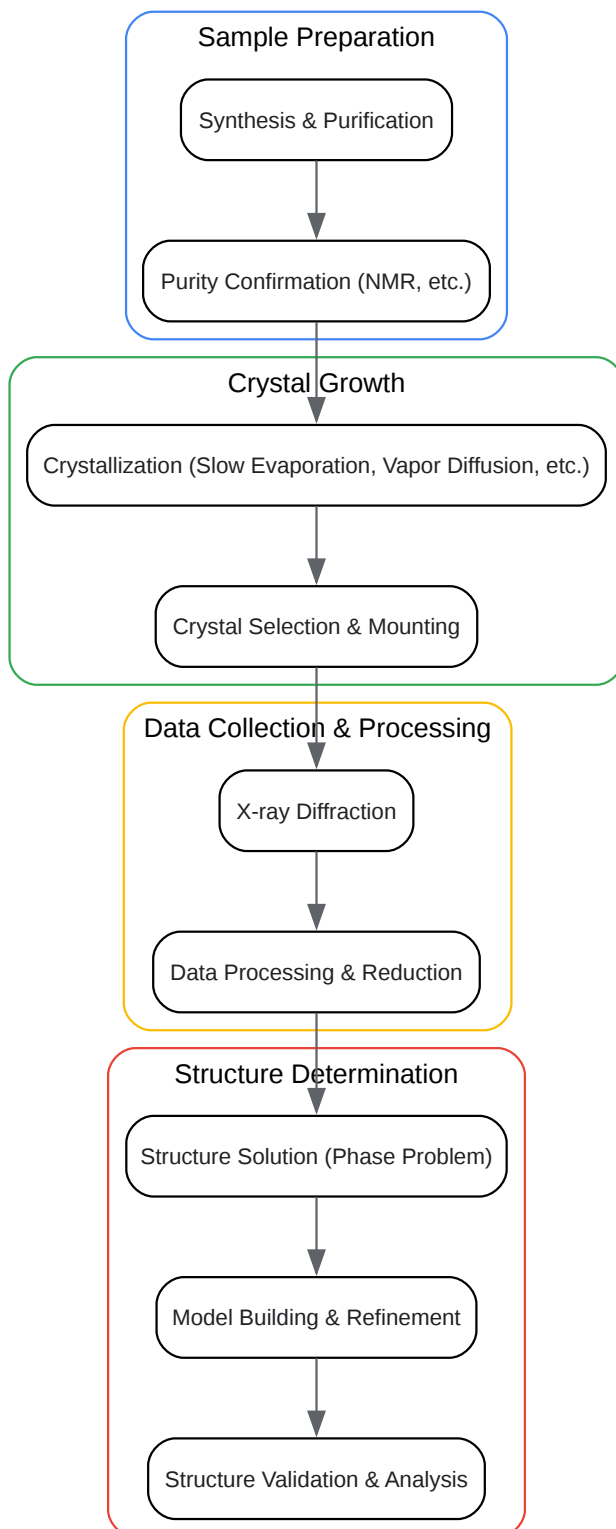 Sample Preparation
Synthesis & Purification
Purity Confirmation (NMR, etc.)
Crystal Growth
Crystallization (Slow Evaporation, Vapor Diffusion, etc.)
Crystal Selection & Mounting
Data Collection & Processing
X-ray Diffraction
Data Processing & Reduction
Structure Determination
Structure Solution (Phase Problem)
Model Building & Refinement
Structure Validation & Analysis